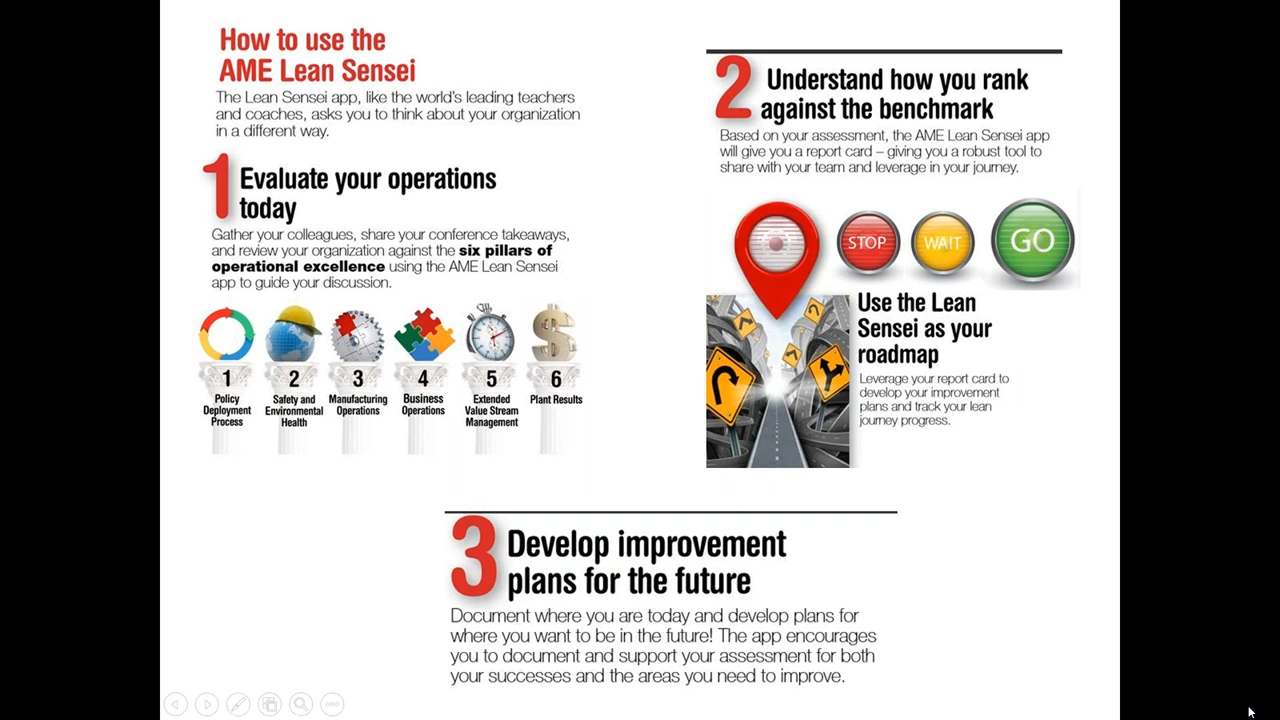 How to use the
AME Lean Sensei
The Lean Sensei app, like the world's leading teachers
and coaches, asks you to think about your organization
in a different way.
1 Evaluate your operations
today
Gather your colleagues, share your conference takeaways,
and review your organization against the six pillars of
operational excellence using the AME Lean Sensei
app to guide your discussion.
1
Policy
Deployment
Process
2
Safety and
Environmental
Health
3
Manufacturing
Operations
4
Business
Operations
5
Extended
Value Stream
Management
6
Plant Results
2 Understand how you rank
against the benchmark
Based on your assessment, the AME Lean Sensei app
will give you a report card – giving you a robust tool to
share with your team and leverage in your journey.
STOP
WAIT
GO
Use the Lean
Sensei as your
roadmap
Leverage your report card to
develop your improvement
plans and track your lean
journey progress.
3 Develop improvement
plans for the future
Document where you are today and develop plans for
where you want to be in the future! The app encourages
you to document and support your assessment for both
your successes and the areas you need to improve.